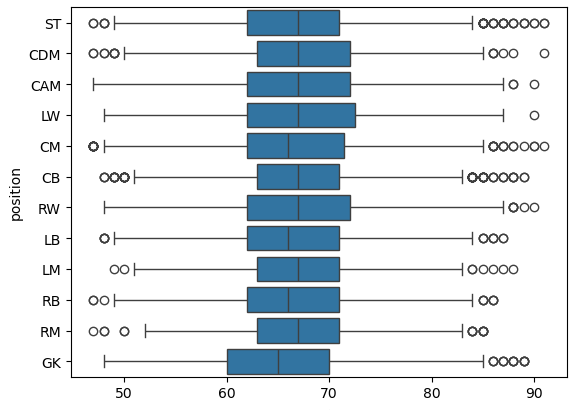 ST
CDM
CAM
LW
CM
CB
RW
LB
LM
RB
RM
GK
position
50 60 70 80 90